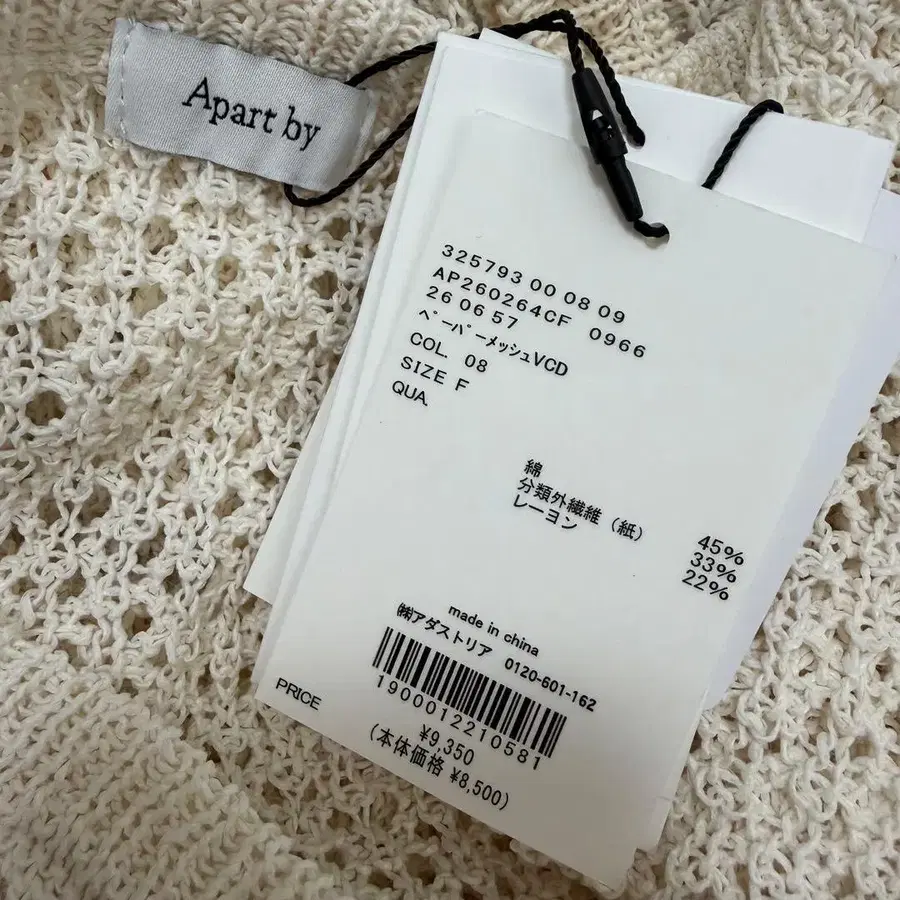 Apart by
325793 00 08 09
AP260264CF 0966
26 06 57
ペーパーメッシュVCD
COL. 08
SIZE F
QUA.
綿 45%
分類外繊維（紙） 33%
レーヨン 22%
made in china
㈱アダストリア 0120-601-162
1900012210581
PRICE ¥9,350
(本体価格 ¥8,500)